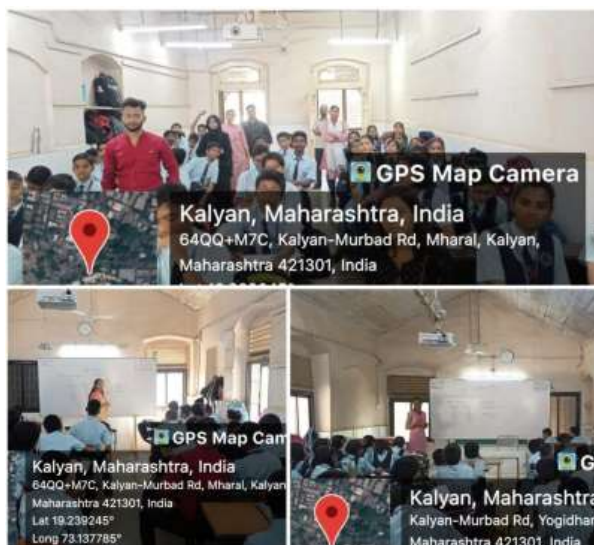 GPS Map Camera
Kalyan, Maharashtra, India
64QQ+M7C, Kalyan-Murbad Rd, Mharal, Kalyan,
Maharashtra 421301, India
GPS Map Cam
Kalyan, Maharashtra, India
64QQ+M7C, Kalyan-Murbad Rd, Mharal, Kalyan
Maharashtra 421301, India
Lat 19.239245°
Long 73.137785°
G
Kalyan, Maharashtra
Kalyan-Murbad Rd, Yogidhar
Maharashtra 421301, India